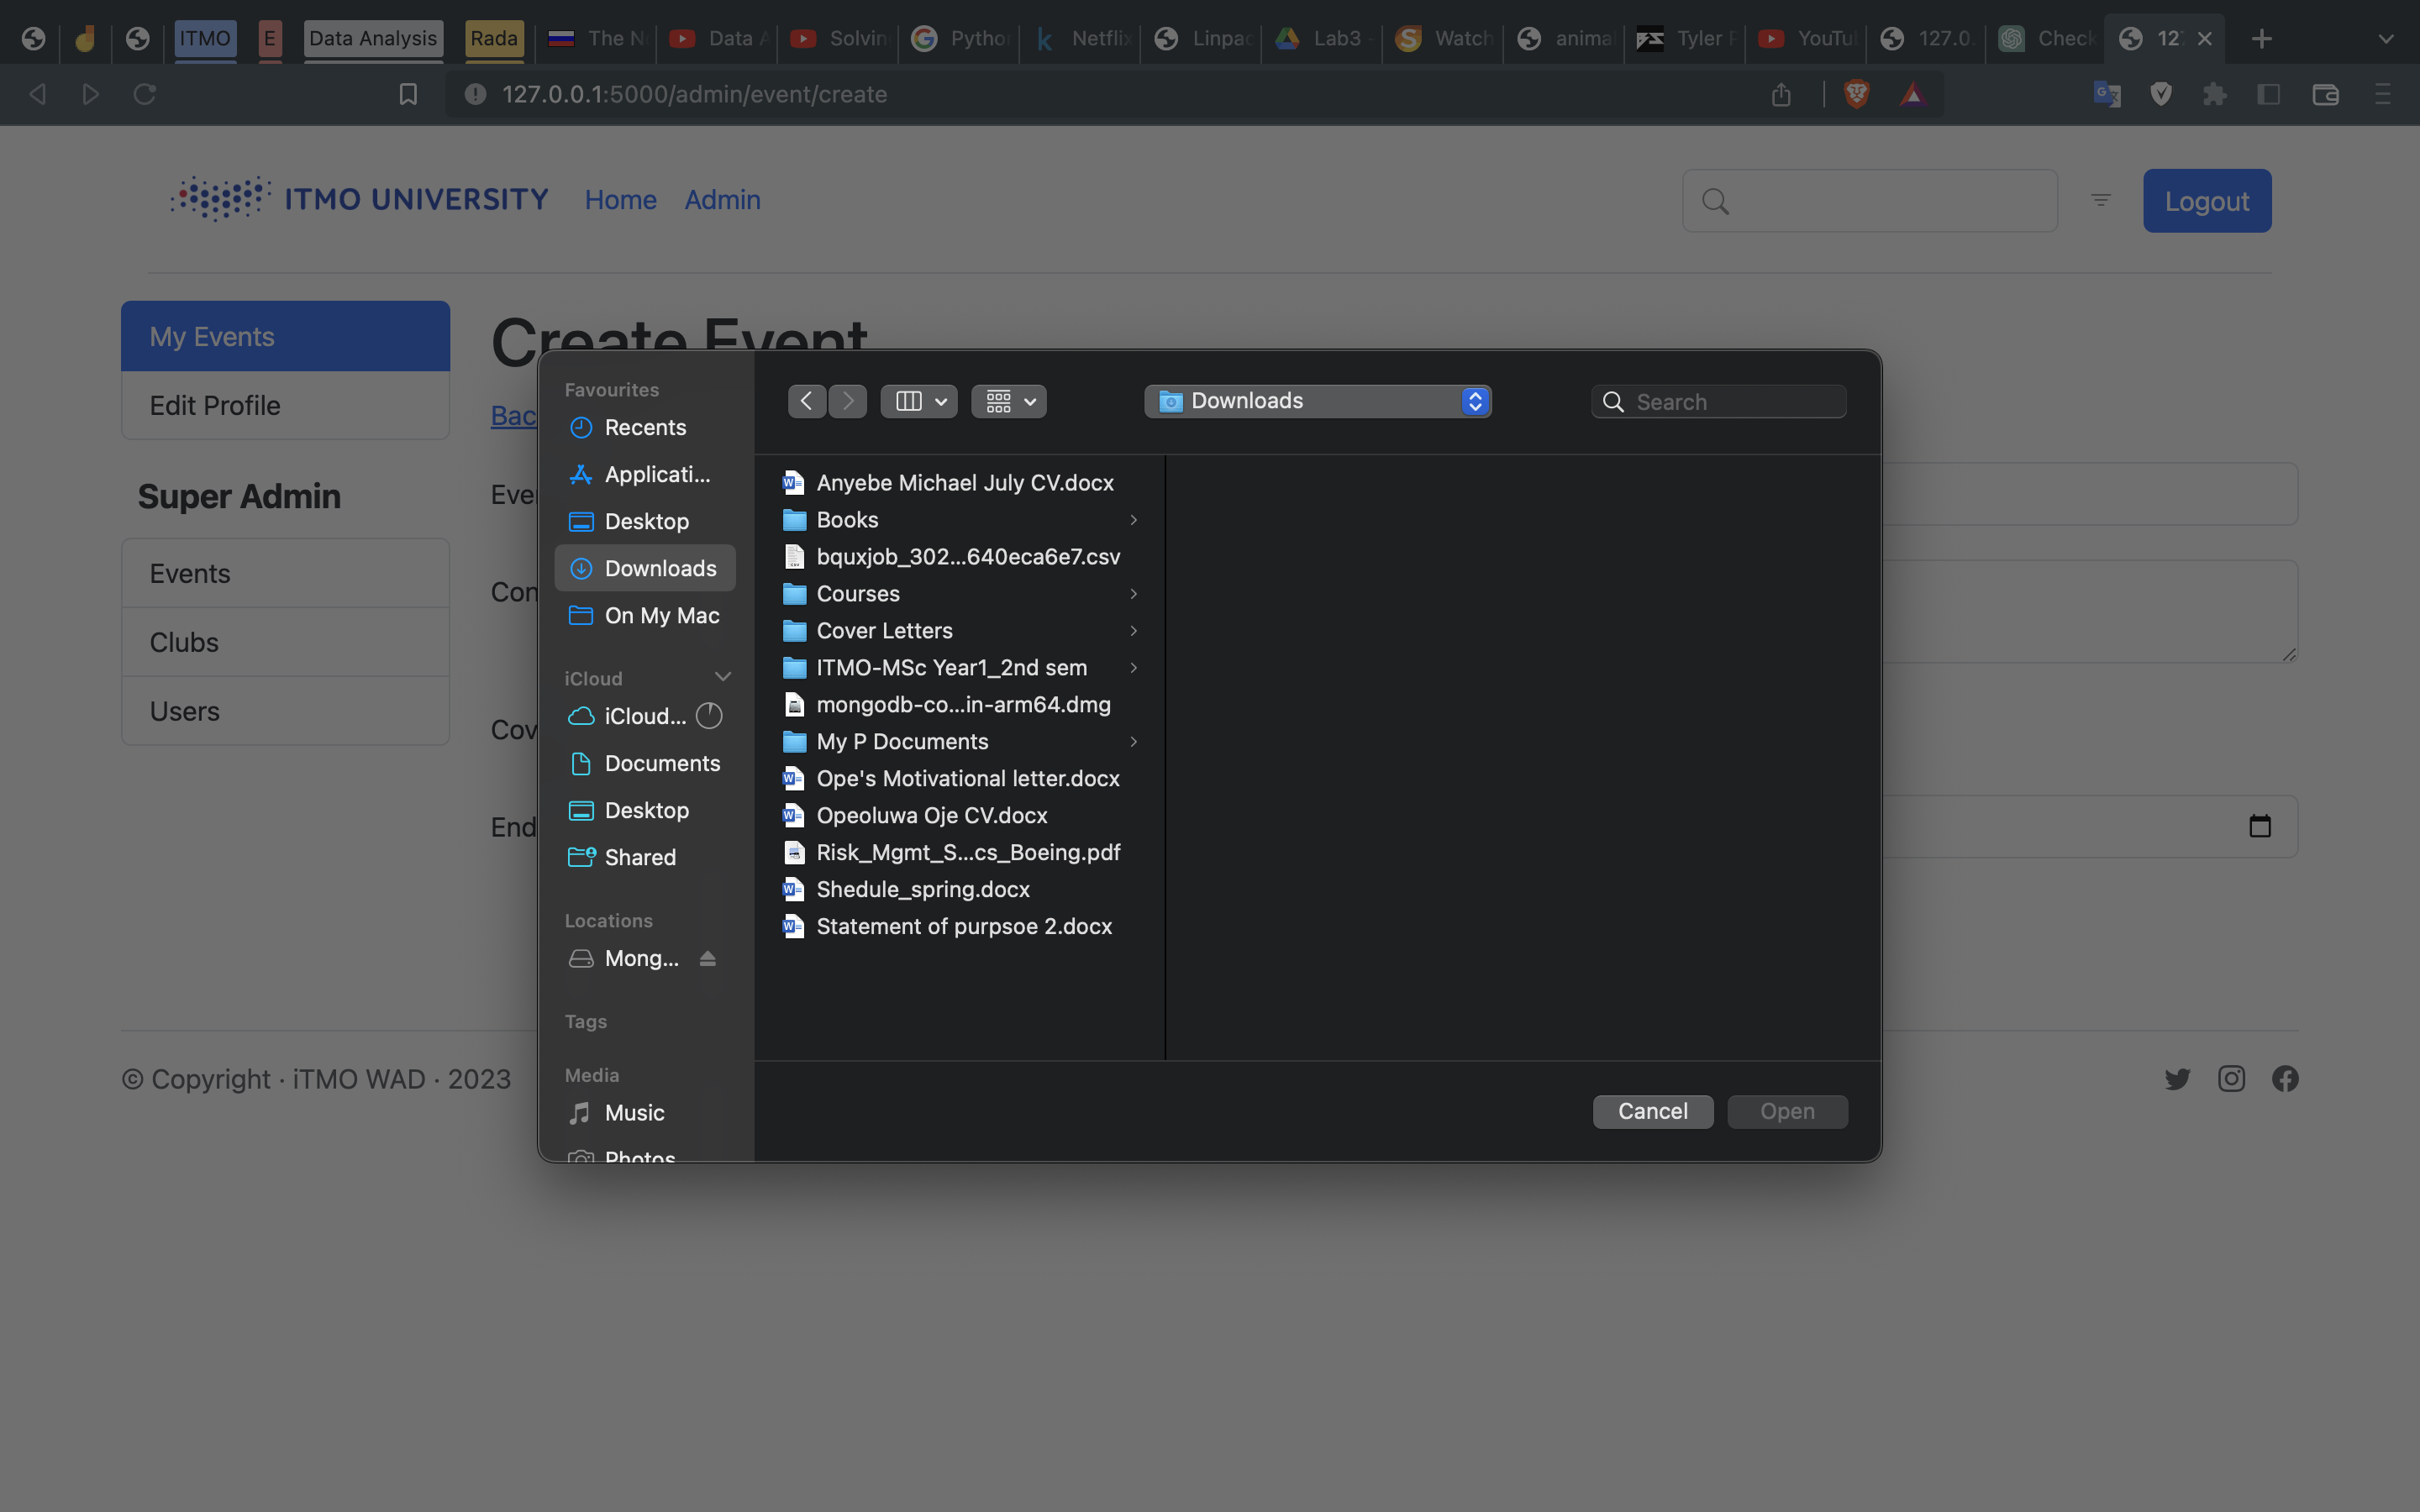 ITMO E Data Analysis Rada The N Data A Solvin Pytho Netflix Linpac Lab3 - Watch animal Tyler P YouTu 127.0. Check 12
127.0.0.1:5000/admin/event/create
ITMO UNIVERSITY Home Admin Logout
My Events
Edit Profile
Super Admin
Events
Clubs
Users
Create Event
Bac
Eve
Con
Cov
End
Favourites
Recents
Applicati...
Desktop
Downloads
On My Mac
iCloud
iCloud...
Documents
Desktop
Shared
Locations
Mong...
Tags
Media
Music
Photos
Downloads
Search
Anyebe Michael July CV.docx
Books
bquxjob_302...640eca6e7.csv
Courses
Cover Letters
ITMO-MSc Year1_2nd sem
mongodb-co...in-arm64.dmg
My P Documents
Ope's Motivational letter.docx
Opeoluwa Oje CV.docx
Risk_Mgmt_S...cs_Boeing.pdf
Shedule_spring.docx
Statement of purpsoe 2.docx
Cancel Open
© Copyright · iTMO WAD · 2023